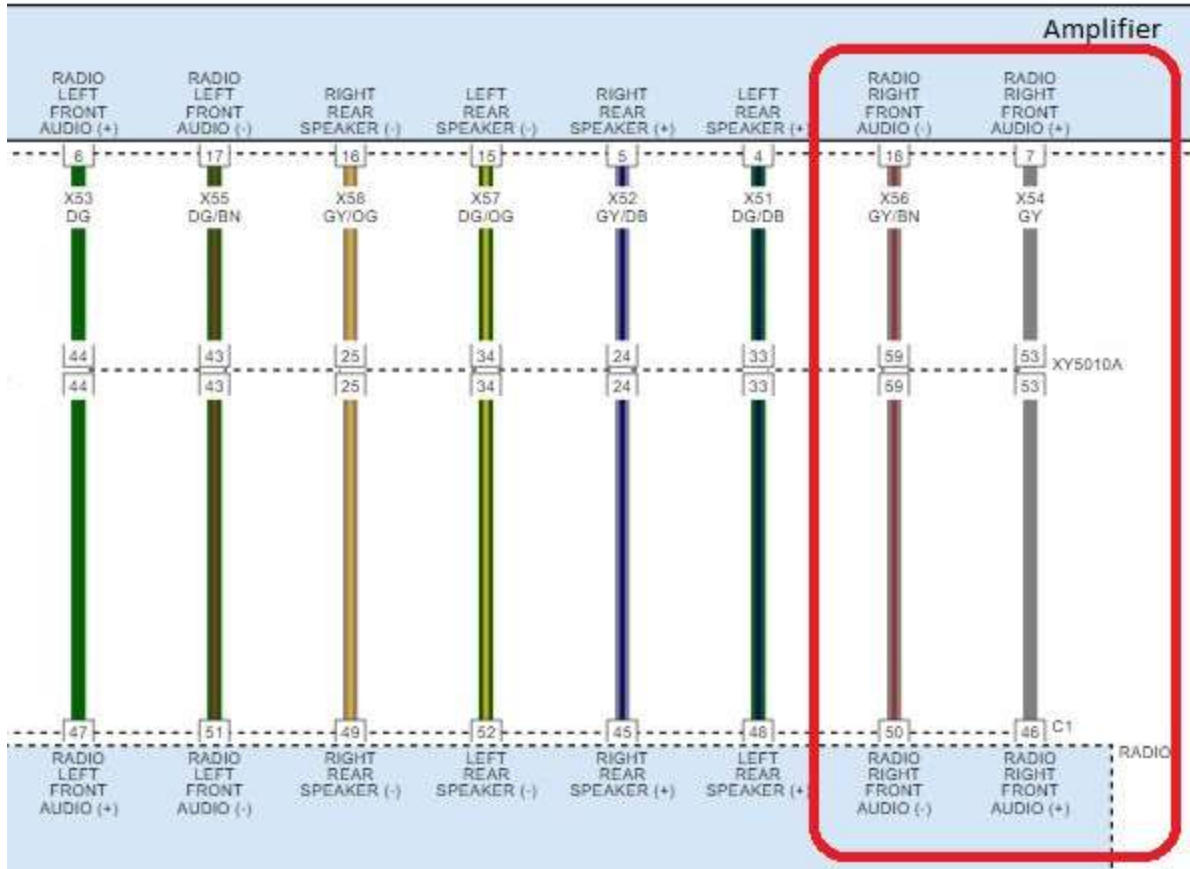 Amplifier
RADIO
LEFT
FRONT
AUDIO (+)
RADIO
LEFT
FRONT
AUDIO (-)
RIGHT
REAR
SPEAKER (-)
LEFT
REAR
SPEAKER (-)
RIGHT
REAR
SPEAKER (+)
LEFT
REAR
SPEAKER (+
RADIO
RIGHT
FRONT
AUDIO (-)
RADIO
RIGHT
FRONT
AUDIO (+)
6 17 16 15 5 4 18 7
X53 X55 X58 X57 X52 X51 X56 X54
DG DG/BN GY/OG DG/OG GY/DB DG/DB GY/BN GY
44 43 25 34 24 33 59 53
XY5010A
44 43 25 34 24 33 59 53
47 51 49 52 45 48 50 46 C1
RADIO
RADIO
LEFT
FRONT
AUDIO (+)
RADIO
LEFT
FRONT
AUDIO (-)
RIGHT
REAR
SPEAKER (-)
LEFT
REAR
SPEAKER (-)
RIGHT
REAR
SPEAKER (+)
LEFT
REAR
SPEAKER (+
RADIO
RIGHT
FRONT
AUDIO (-)
RADIO
RIGHT
FRONT
AUDIO (+)